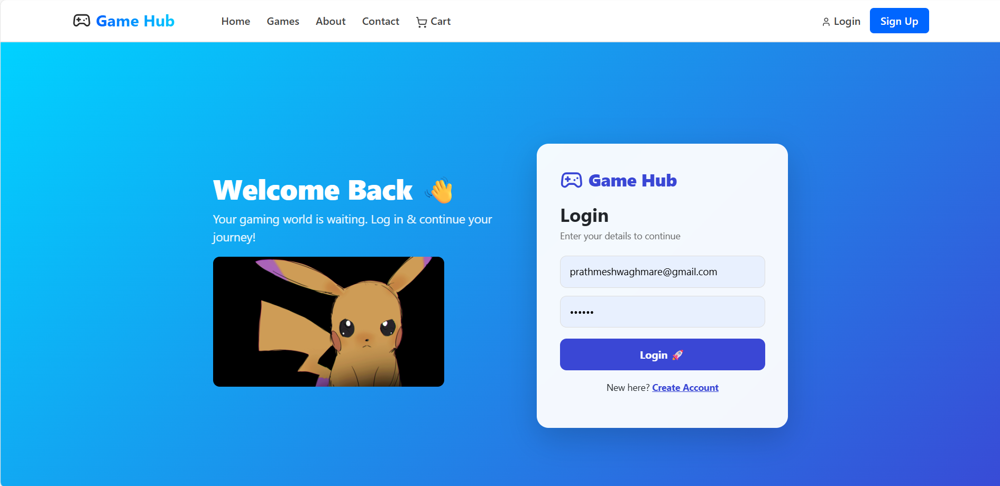 Game Hub Home Games About Contact Cart Login Sign Up
Welcome Back 👋
Your gaming world is waiting. Log in & continue your
journey!
Game Hub
Login
Enter your details to continue
prathmeshwaghmare@gmail.com
••••••
Login 🚀
New here? Create Account